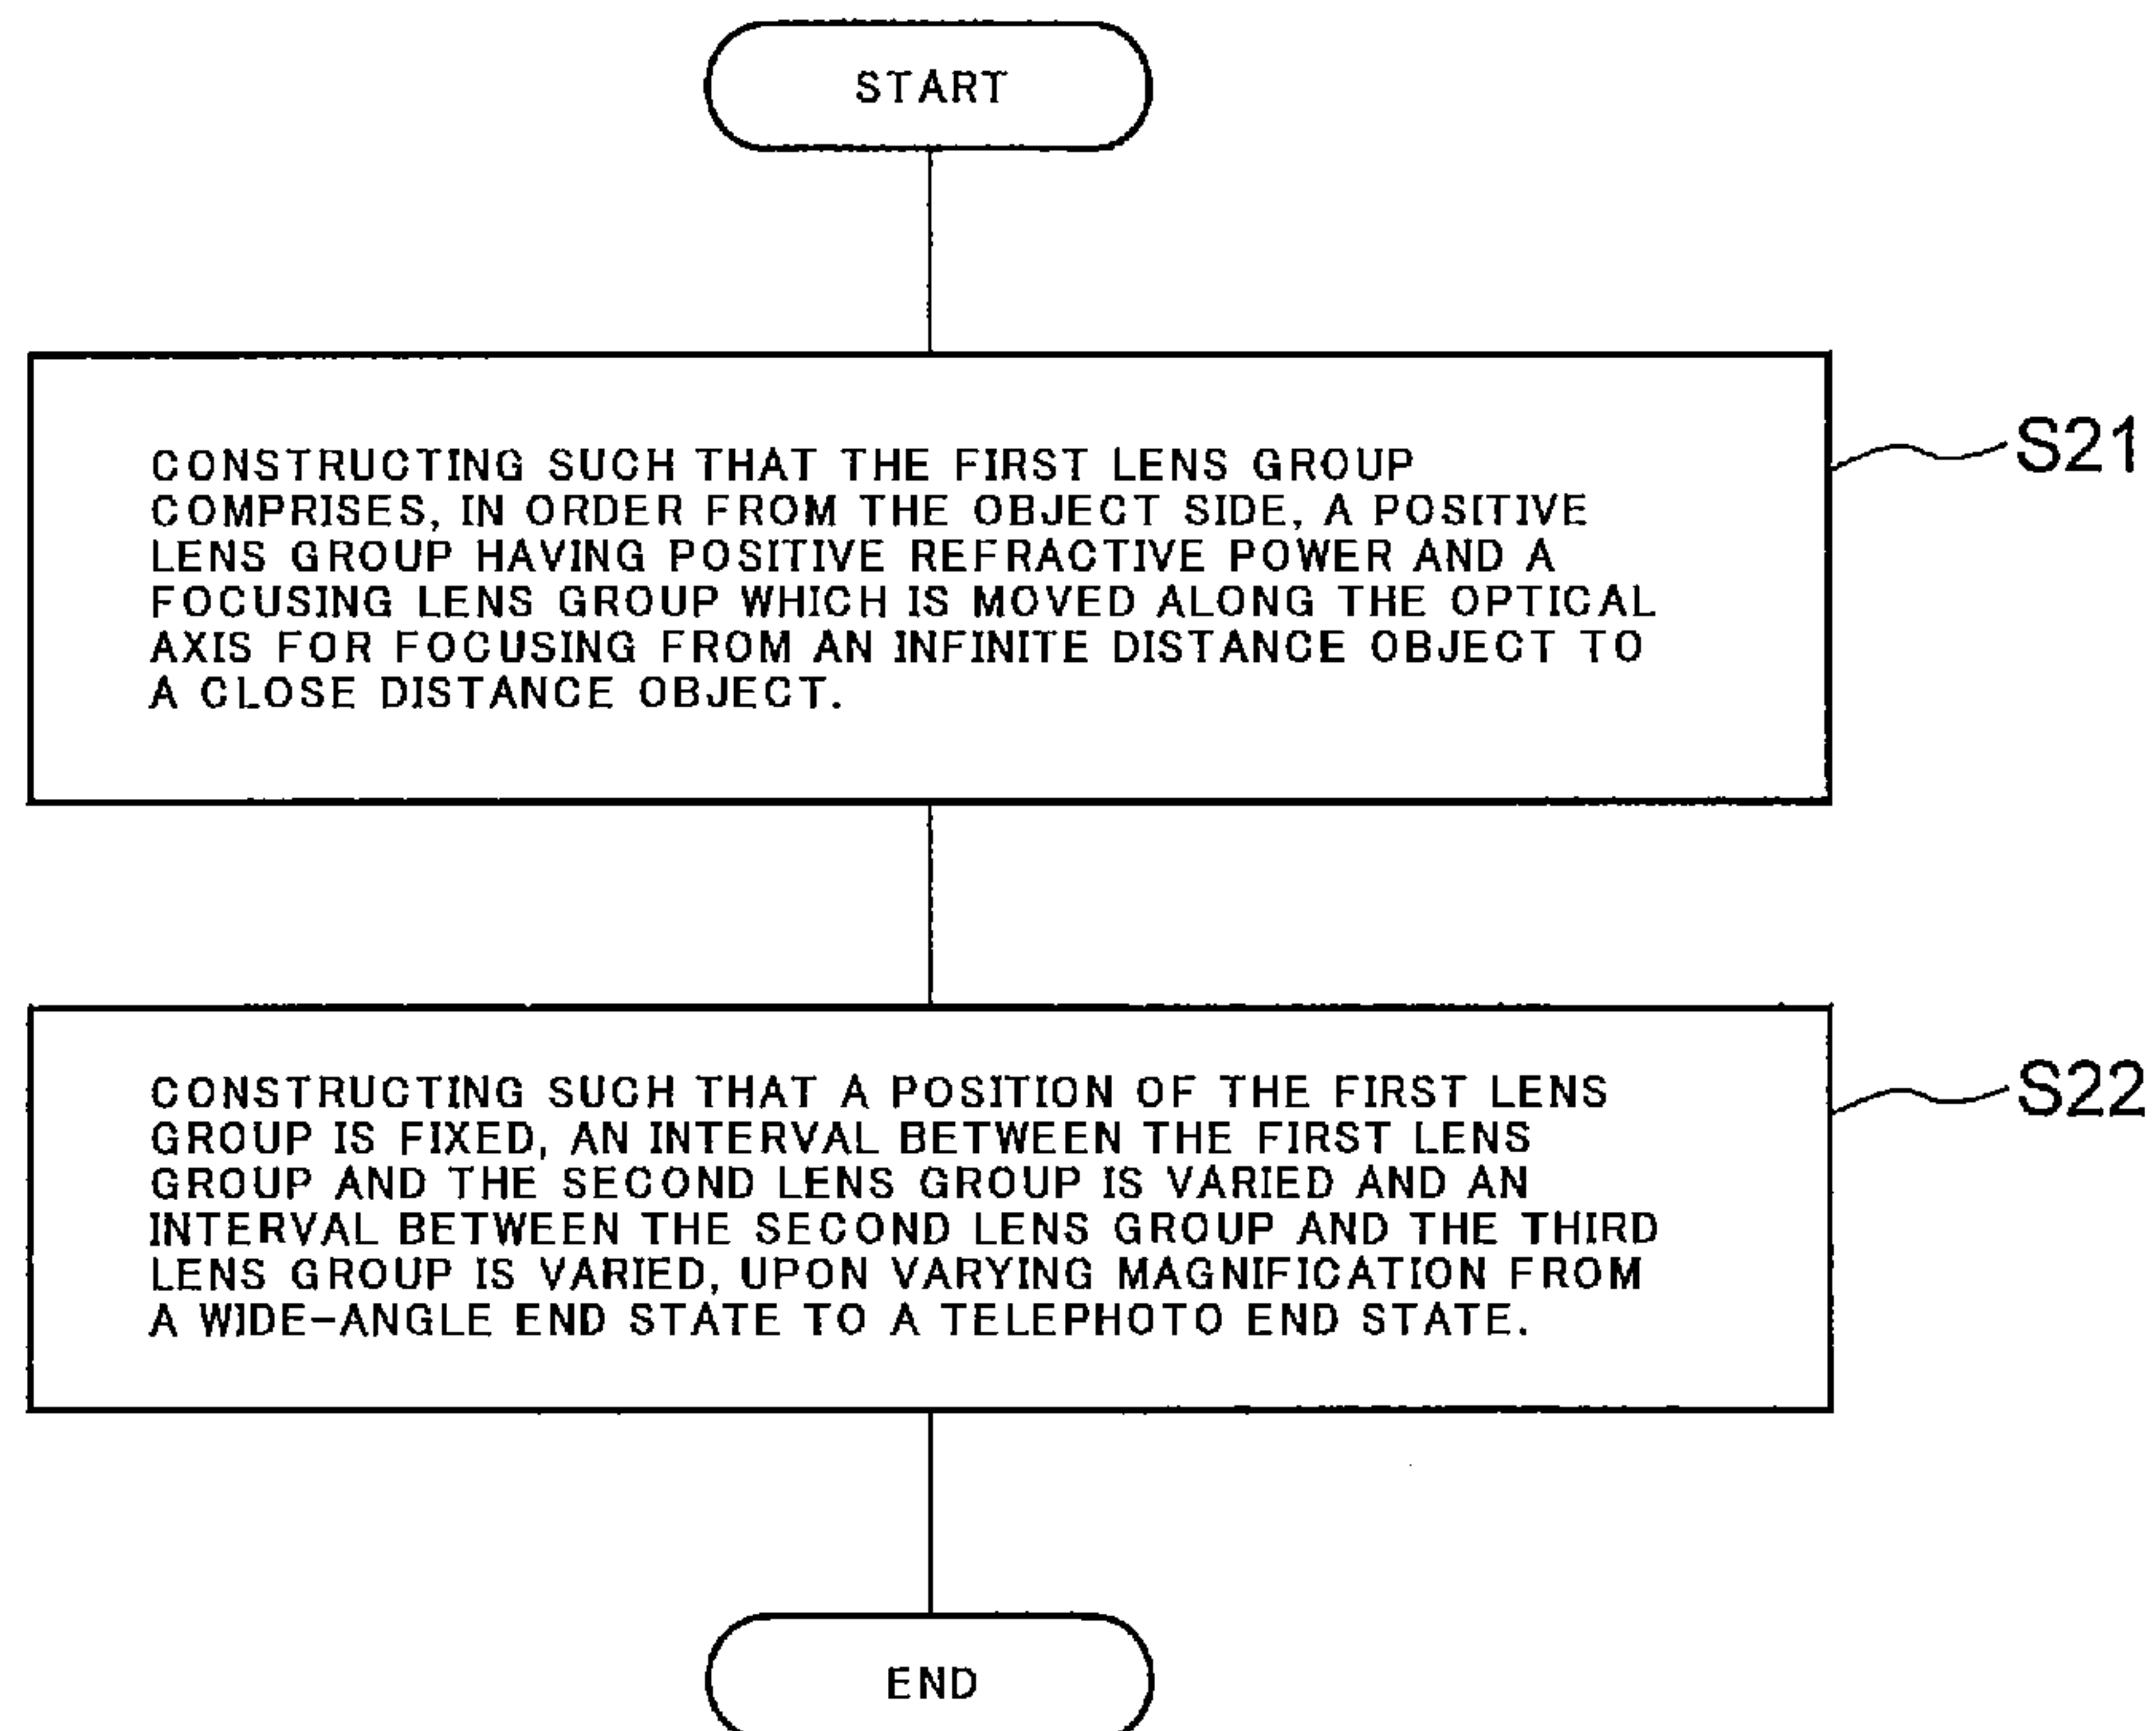 START
CONSTRUCTING SUCH THAT THE FIRST LENS GROUP
COMPRISES, IN ORDER FROM THE OBJECT SIDE, A POSITIVE
LENS GROUP HAVING POSITIVE REFRACTIVE POWER AND A
FOCUSING LENS GROUP WHICH IS MOVED ALONG THE OPTICAL
AXIS FOR FOCUSING FROM AN INFINITE DISTANCE OBJECT TO
A CLOSE DISTANCE OBJECT.
S21
CONSTRUCTING SUCH THAT A POSITION OF THE FIRST LENS
GROUP IS FIXED, AN INTERVAL BETWEEN THE FIRST LENS
GROUP AND THE SECOND LENS GROUP IS VARIED AND AN
INTERVAL BETWEEN THE SECOND LENS GROUP AND THE THIRD
LENS GROUP IS VARIED, UPON VARYING MAGNIFICATION FROM
A WIDE-ANGLE END STATE TO A TELEPHOTO END STATE.
S22
END